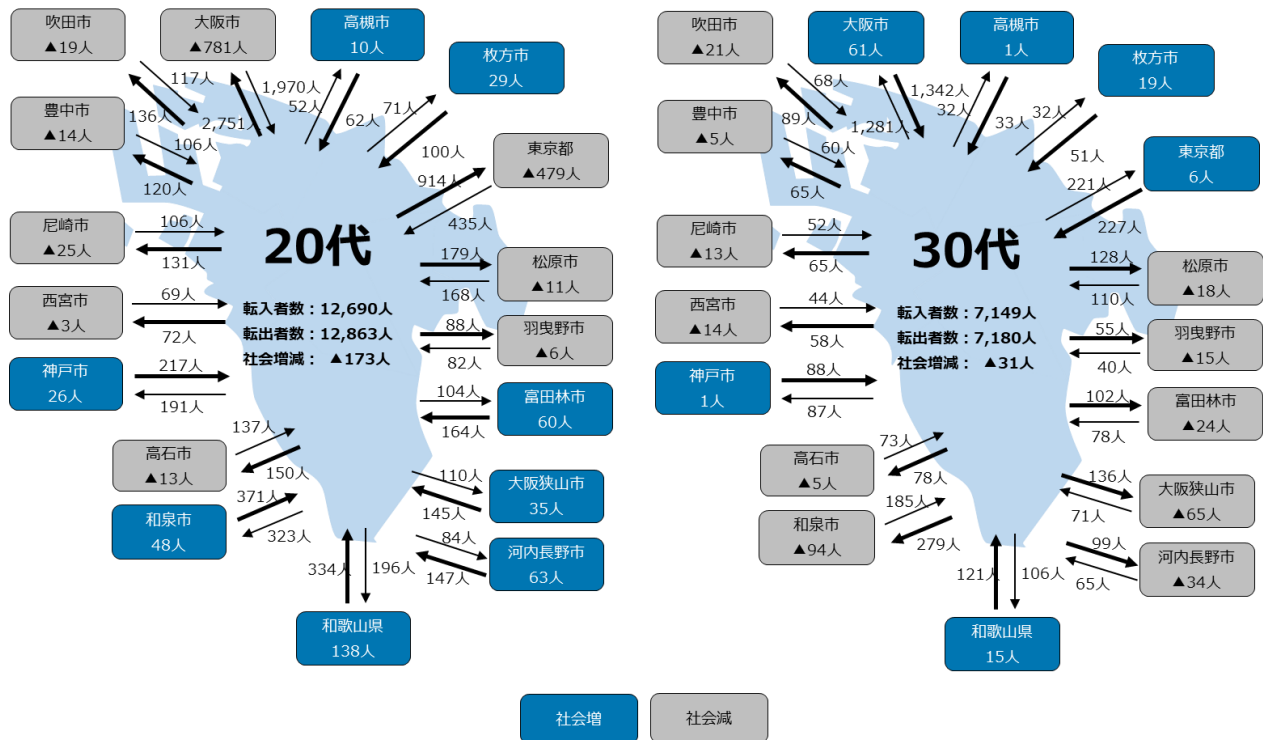 吹田市
▲19人
大阪市
▲781人
高槻市
10人
枚方市
29人
117人
1,970人
52人
71人
136人
2,751人
62人
豊中市
▲14人
106人
120人
100人
914人
435人
東京都
▲479人
尼崎市
▲25人
106人
131人
20代
179人
168人
松原市
▲11人
西宮市
▲3人
69人
72人
転入者数：12,690人
転出者数：12,863人
社会増減： ▲173人
88人
82人
羽曳野市
▲6人
神戸市
26人
217人
191人
104人
164人
富田林市
60人
高石市
▲13人
137人
150人
110人
145人
大阪狭山市
35人
和泉市
48人
371人
323人
84人
147人
河内長野市
63人
334人
196人
和歌山県
138人
吹田市
▲21人
大阪市
61人
高槻市
1人
枚方市
19人
68人
1,342人
32人
32人
89人
1,281人
33人
豊中市
▲5人
60人
65人
51人
221人
227人
東京都
6人
尼崎市
▲13人
52人
65人
30代
128人
110人
松原市
▲18人
西宮市
▲14人
44人
58人
転入者数：7,149人
転出者数：7,180人
社会増減： ▲31人
55人
40人
羽曳野市
▲15人
神戸市
1人
88人
87人
102人
78人
富田林市
▲24人
高石市
▲5人
73人
78人
136人
71人
大阪狭山市
▲65人
和泉市
▲94人
185人
279人
99人
65人
河内長野市
▲34人
121人
106人
和歌山県
15人
社会増
社会減